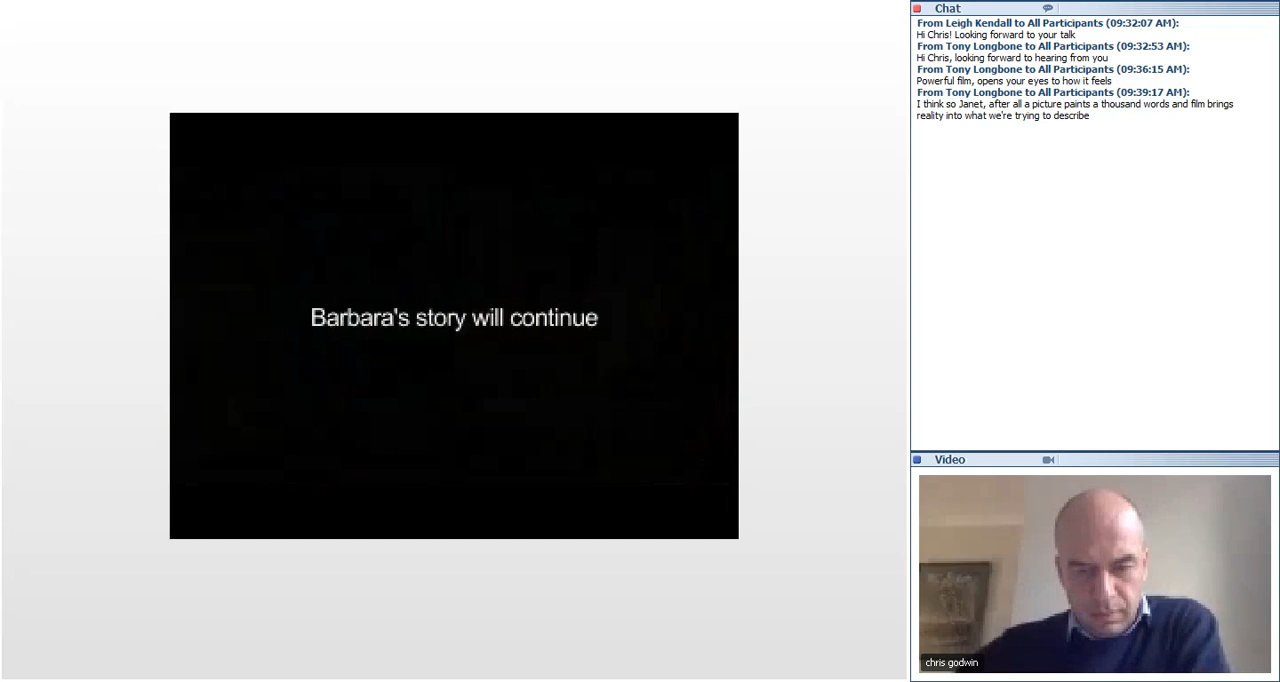 Barbara's story will continue
Chat
From Leigh Kendall to All Participants (09:32:07 AM):
Hi Chris! Looking forward to your talk
From Tony Longbone to All Participants (09:32:53 AM):
Hi Chris, looking forward to hearing from you
From Tony Longbone to All Participants (09:36:15 AM):
Powerful film, opens your eyes to how it feels
From Tony Longbone to All Participants (09:39:17 AM):
I think so Janet, after all a picture paints a thousand words and film brings
reality into what we're trying to describe
Video
chris godwin